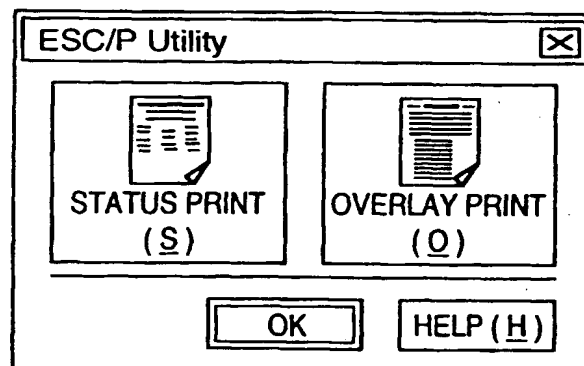 ESC/P Utility
STATUS PRINT
(S)
OVERLAY PRINT
(O)
OK
HELP (H)